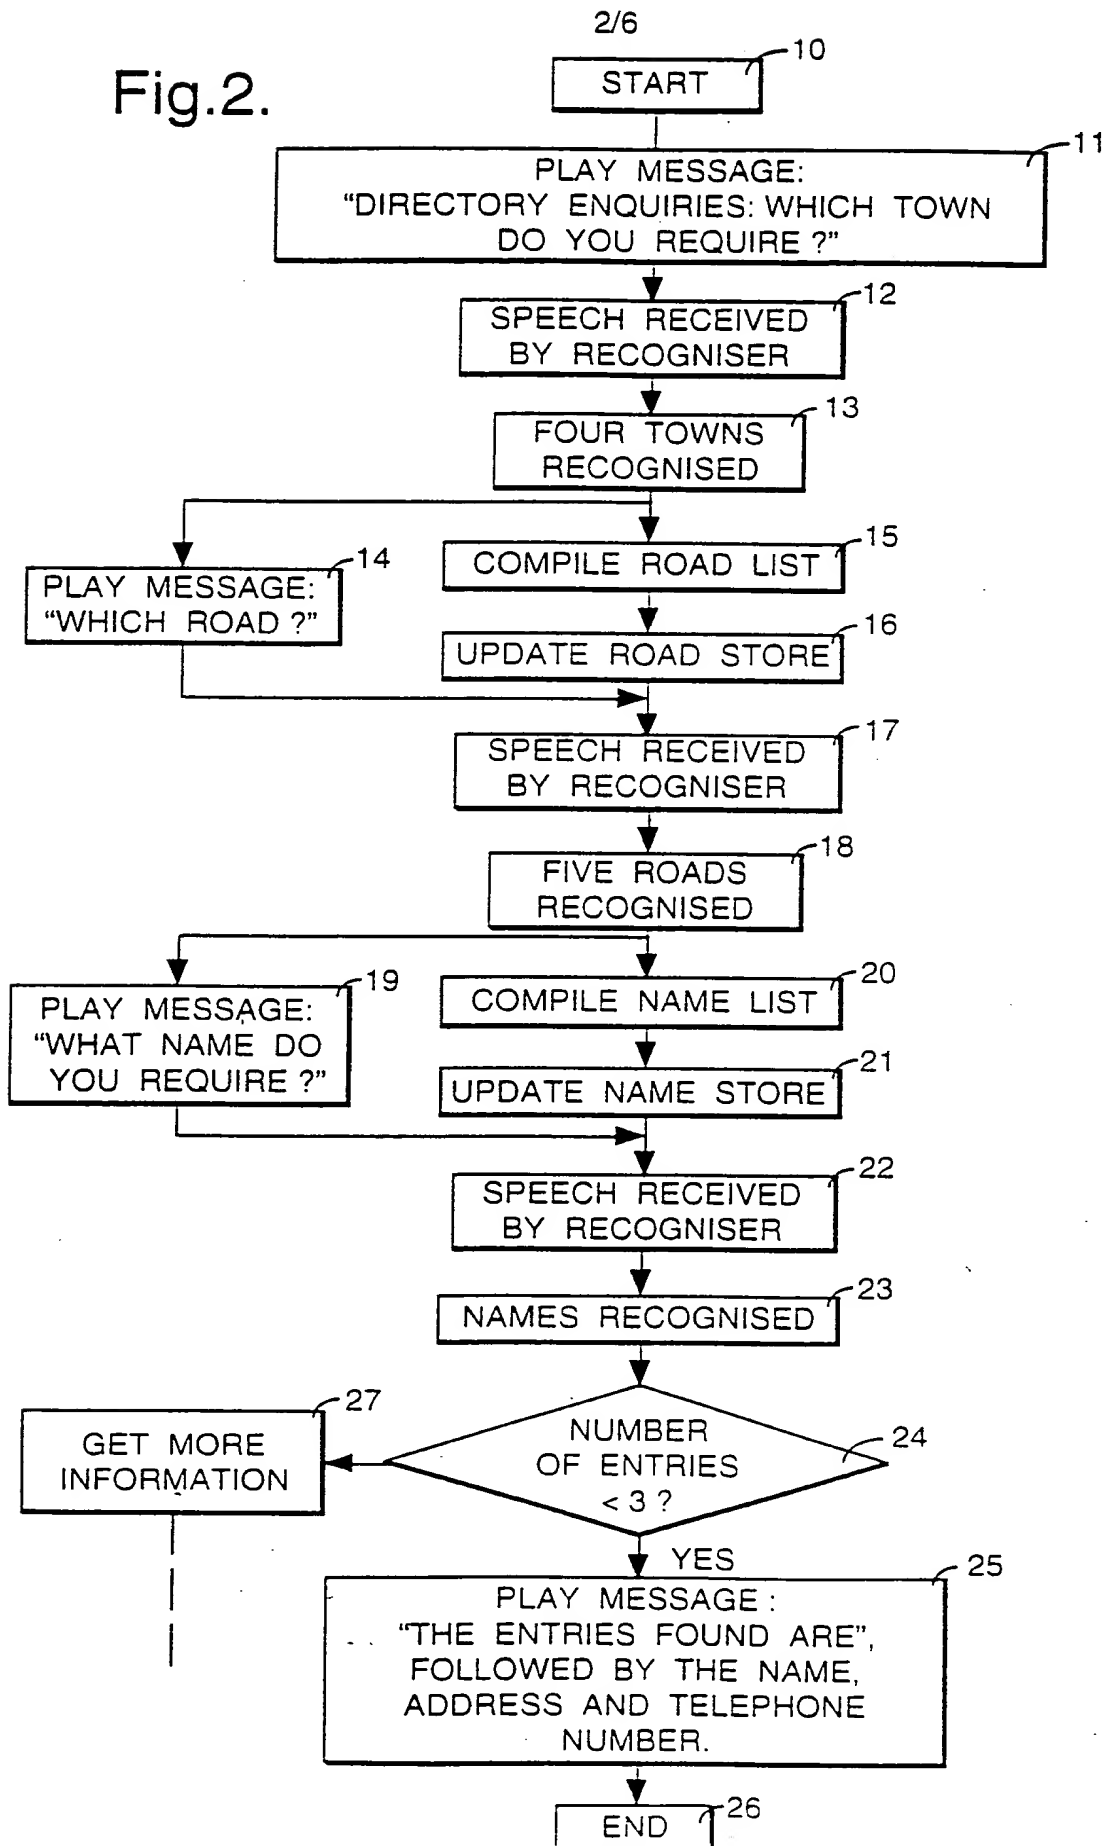 2/6
Fig.2.
10
START
11
PLAY MESSAGE:
“DIRECTORY ENQUIRIES: WHICH TOWN
DO YOU REQUIRE ?”
12
SPEECH RECEIVED
BY RECOGNISER
13
FOUR TOWNS
RECOGNISED
14
PLAY MESSAGE:
“WHICH ROAD ?”
15
COMPILE ROAD LIST
16
UPDATE ROAD STORE
17
SPEECH RECEIVED
BY RECOGNISER
18
FIVE ROADS
RECOGNISED
19
PLAY MESSAGE:
“WHAT NAME DO
YOU REQUIRE ?”
20
COMPILE NAME LIST
21
UPDATE NAME STORE
22
SPEECH RECEIVED
BY RECOGNISER
23
NAMES RECOGNISED
24
NUMBER
OF ENTRIES
< 3 ?
27
GET MORE
INFORMATION
YES
25
PLAY MESSAGE :
“THE ENTRIES FOUND ARE”,
FOLLOWED BY THE NAME,
ADDRESS AND TELEPHONE
NUMBER.
26
END